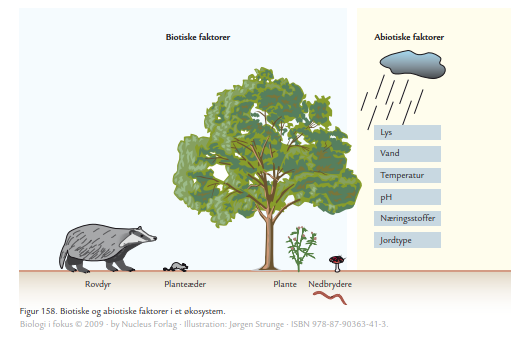 Biotiske faktorer
Abiotiske faktorer
Lys
Vand
Temperatur
pH
Næringsstoffer
Jordtype
Rovdyr
Planteæder
Plante
Nedbrydere
Figur 158. Biotiske og abiotiske faktorer i et økosystem.
Biologi i fokus © 2009 · by Nucleus Forlag · Illustration: Jørgen Strunge · ISBN 978-87-90363-41-3.